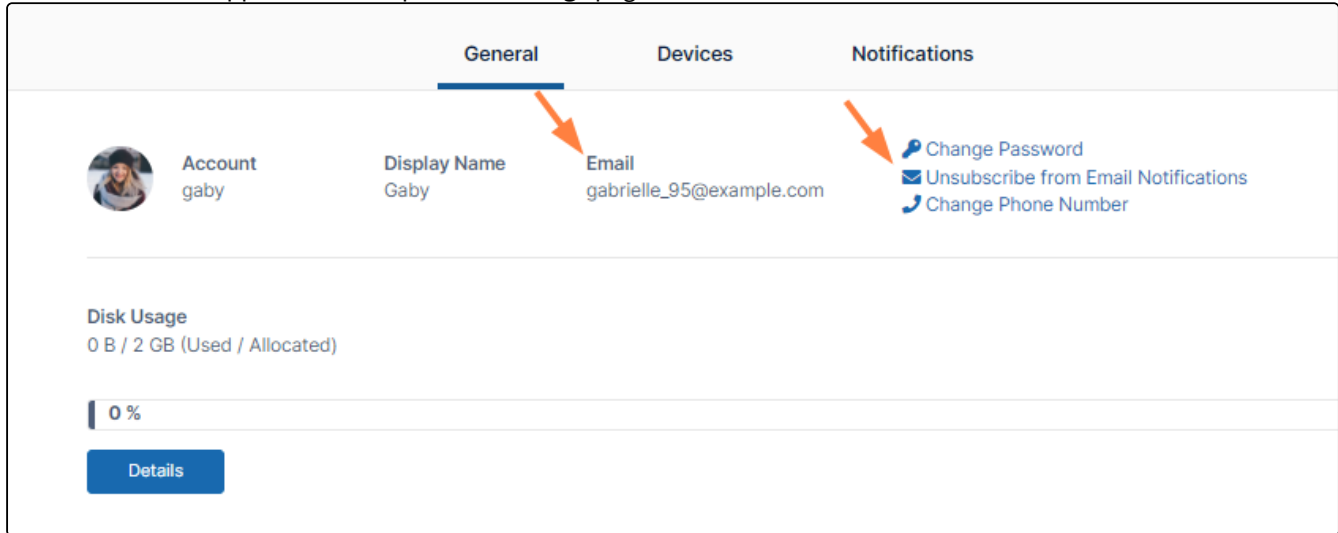 General Devices Notifications
Account Display Name Email
gaby Gaby gabrielle_95@example.com
Change Password
Unsubscribe from Email Notifications
Change Phone Number
Disk Usage
0 B / 2 GB (Used / Allocated)
0 %
Details